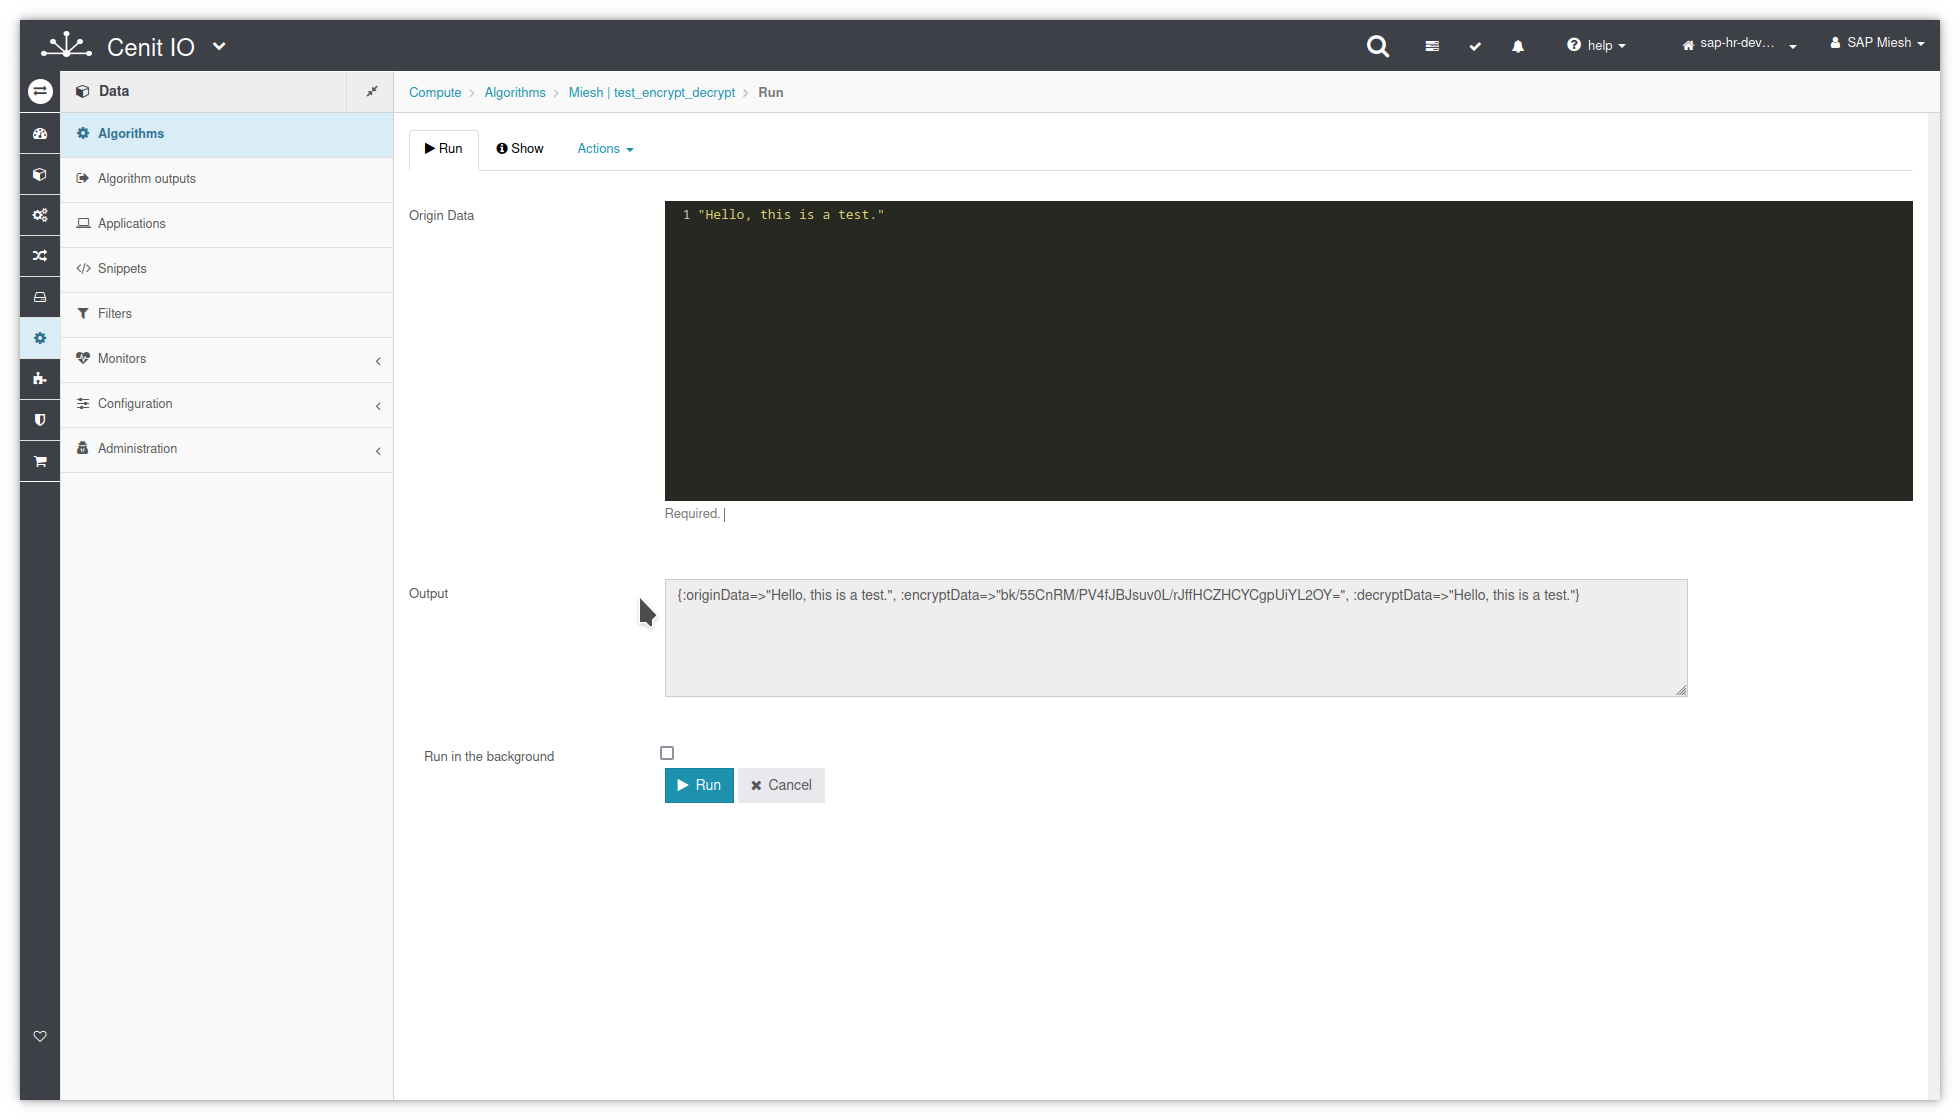 Cenit IO
help
sap-hr-dev...
SAP Miesh
Data
Compute
Algorithms
Miesh | test_encrypt_decrypt
Run
Algorithms
Algorithm outputs
Applications
Snippets
Filters
Monitors
Configuration
Administration
Run
Show
Actions
Origin Data
1 "Hello, this is a test."
Required. |
Output
{:originData=>"Hello, this is a test.", :encryptData=>"bk/55CnRM/PV4fJBJsuv0L/rJffHCZHCYCgpUiYL2OY=", :decryptData=>"Hello, this is a test."}
Run in the background
Run
Cancel